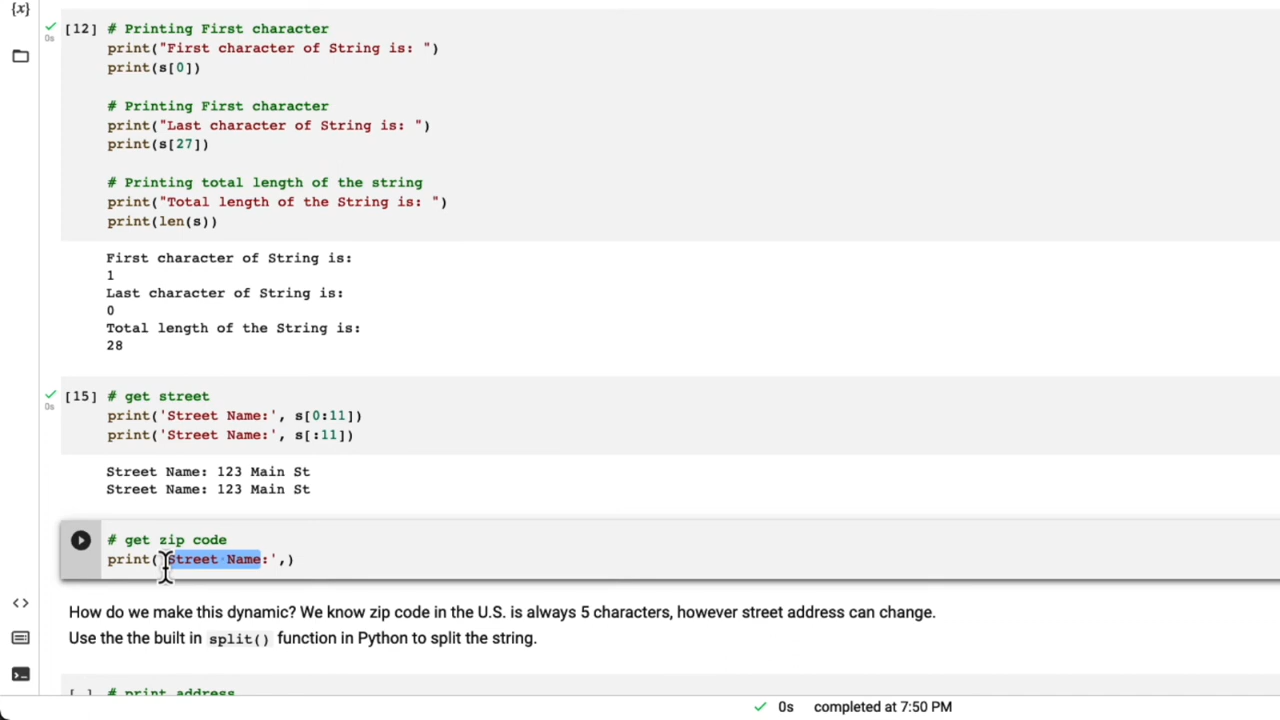 {x}
[12] # Printing First character
0s
print("First character of String is: ")
print(s[0])
# Printing First character
print("Last character of String is: ")
print(s[27])
# Printing total length of the string
print("Total length of the String is: ")
print(len(s))
First character of String is:
1
Last character of String is:
0
Total length of the String is:
28
[15] # get street
0s
print('Street Name:', s[0:11])
print('Street Name:', s[:11])
Street Name: 123 Main St
Street Name: 123 Main St
# get zip code
print('Street Name:',)
How do we make this dynamic? We know zip code in the U.S. is always 5 characters, however street address can change.
Use the the built in split() function in Python to split the string.
[ ] # print address
0s completed at 7:50 PM